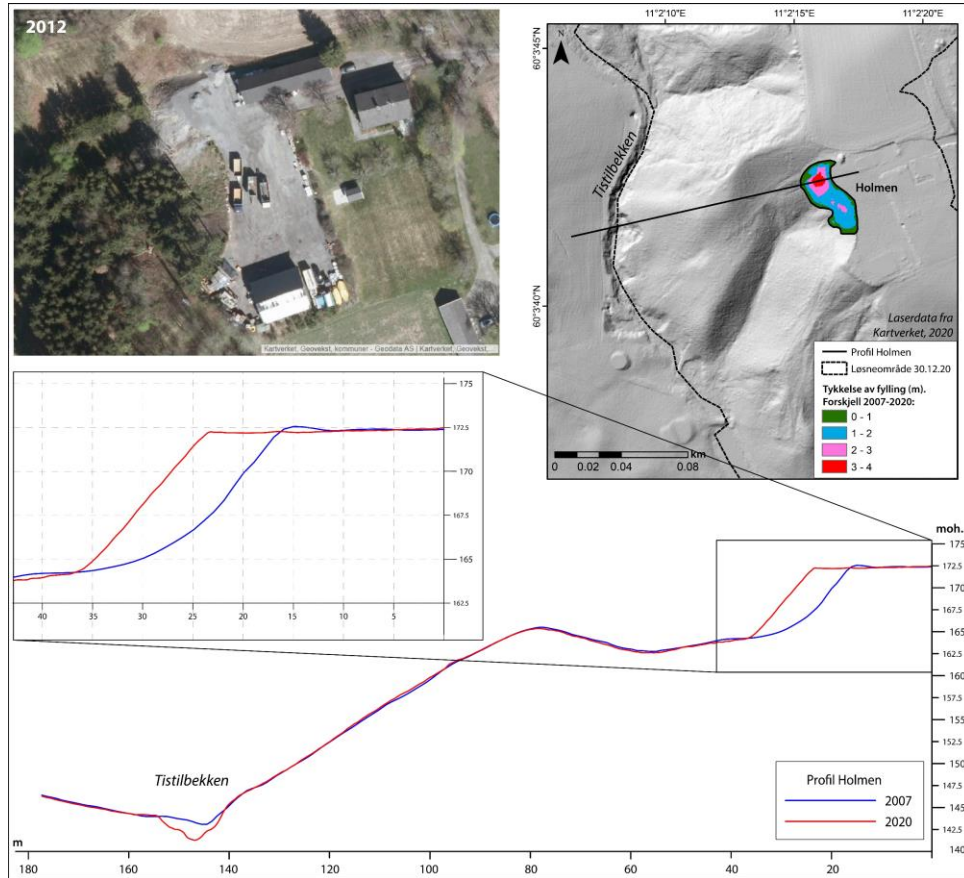 2012
Kartverket, Geovekst, kommuner - Geodata AS | Kartverket, Geovekst,...
11°2'10"E 11°2'15"E 11°2'20"E
60°3'45"N
60°3'40"N
N
Tistilbekken
Holmen
Laserdata fra
Kartverket, 2020
Profil Holmen
Løsneområde 30.12.20
Tykkelse av fylling (m).
Forskjell 2007-2020:
0 - 1
1 - 2
2 - 3
3 - 4
km
0 0.02 0.04 0.08
175
172.5
170
167.5
165
162.5
40 35 30 25 20 15 10 5
moh.
175
172.5
170
167.5
165
162.5
160
157.5
155
152.5
150
147.5
145
142.5
140
Tistilbekken
Profil Holmen
2007
2020
m
180 160 140 120 100 80 60 40 20